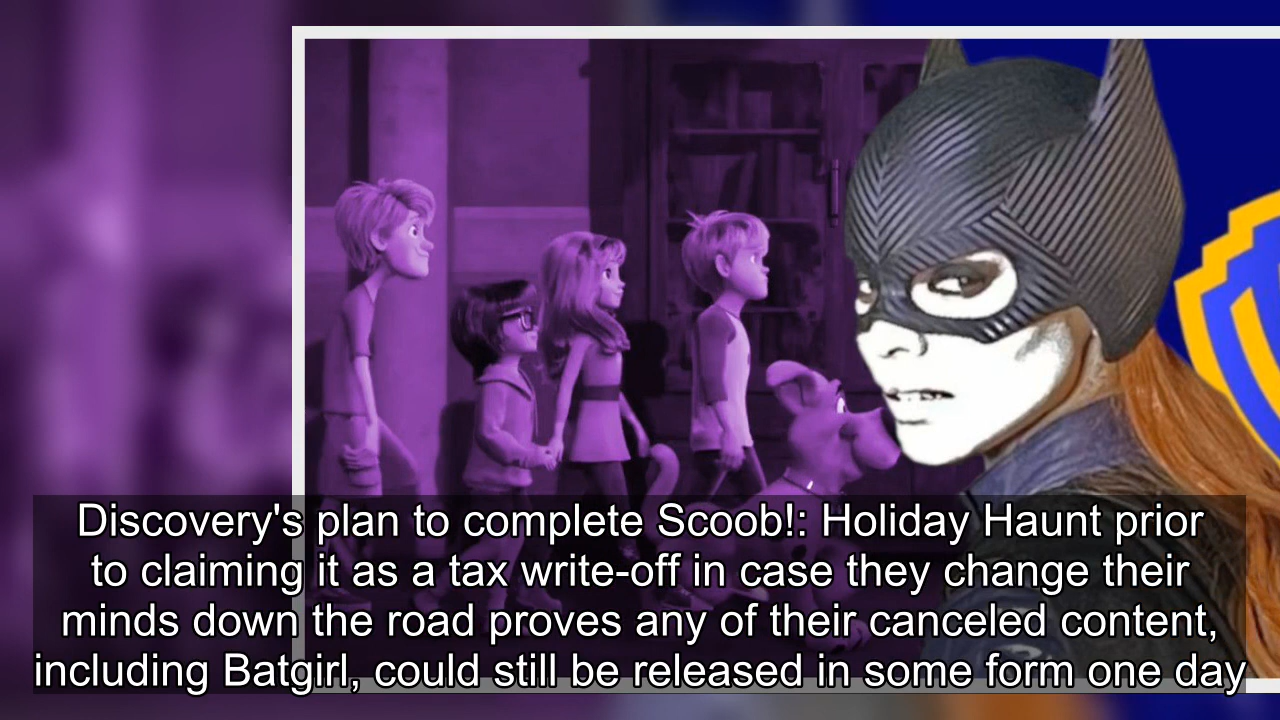 Discovery's plan to complete Scoob!: Holiday Haunt prior
to claiming it as a tax write-off in case they change their
minds down the road proves any of their canceled content,
including Batgirl, could still be released in some form one day